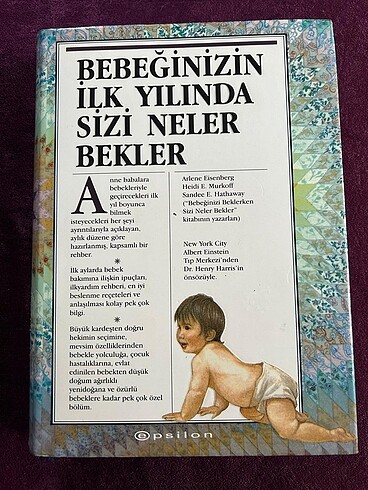 BEBEĞİNİZİN
İLK YILINDA
SİZİ NELER
BEKLER
Anne babalara
bebekleriyle
geçirecekleri ilk
yıl boyunca
bilmek
isteyecekleri her şeyi
ayrıntılarıyla açıklayan,
aylık düzene göre
hazırlanmış, kapsamlı bir
rehber.
*
İlk aylarda bebek
bakımına ilişkin ipuçları,
ilkyardım rehberi, en iyi
beslenme reçeteleri ve
anlaşılması kolay pek çok
bilgi.
*
Büyük kardeşten doğru
hekimin seçimine,
mevsim özelliklerinden
bebekle yolculuğa, çocuk
hastalıklarına, evlat
edinilen bebekten düşük
doğum ağırlıklı
yenidoğana ve özürlü
bebeklere kadar pek çok özel
bölüm.
Arlene Eisenberg
Heidi E. Murkoff
Sandee E. Hathaway
("Bebeğinizi Beklerken
Sizi Neler Bekler"
kitabının yazarları)
New York City
Albert Einstein
Tıp Merkezi'nden
Dr. Henry Harris'in
önsözüyle.
epsilon